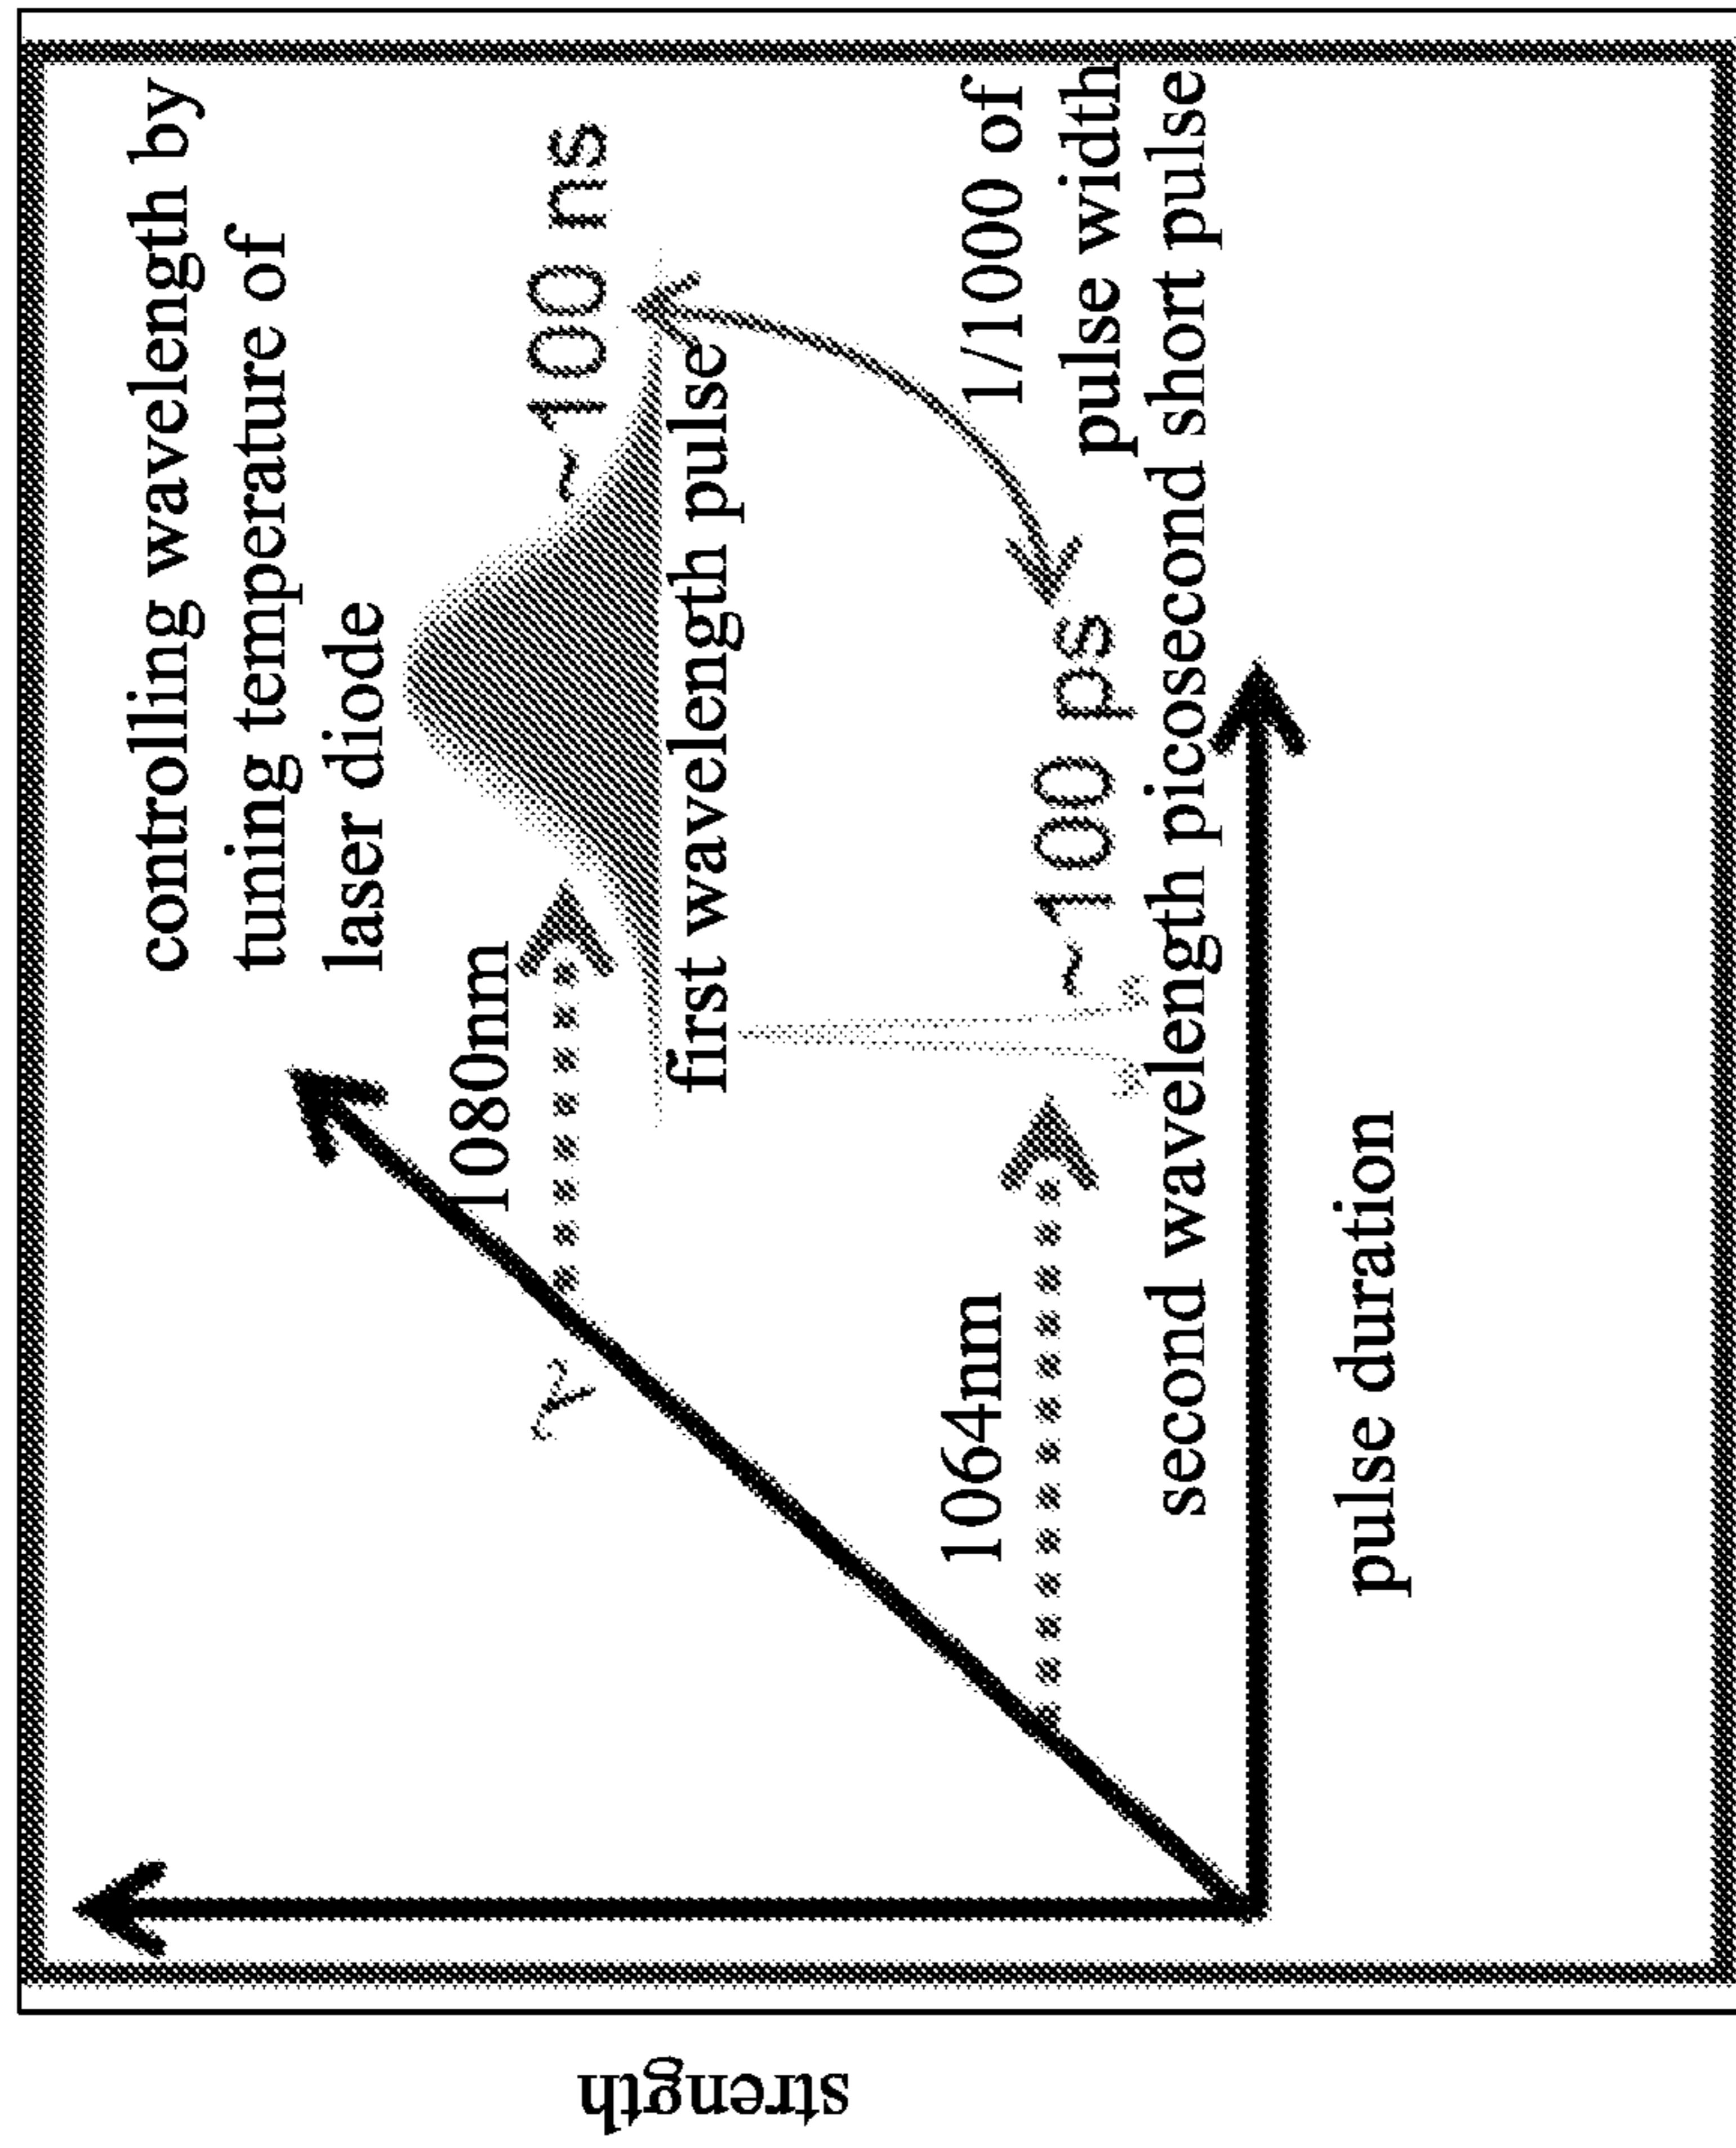 controlling wavelength by
tuning temperature of
laser diode
1080nm
~100 ns
λ
first wavelength pulse
1/1000 of
pulse width
1064nm
~100 ps
second wavelength picosecond short pulse
pulse duration
strength